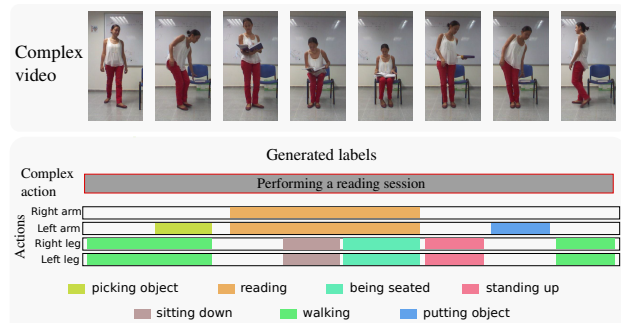 Complex
video
Generated labels
Complex
action
Performing a reading session
Actions
Right arm
Left arm
Right leg
Left leg
picking object
reading
being seated
standing up
sitting down
walking
putting object